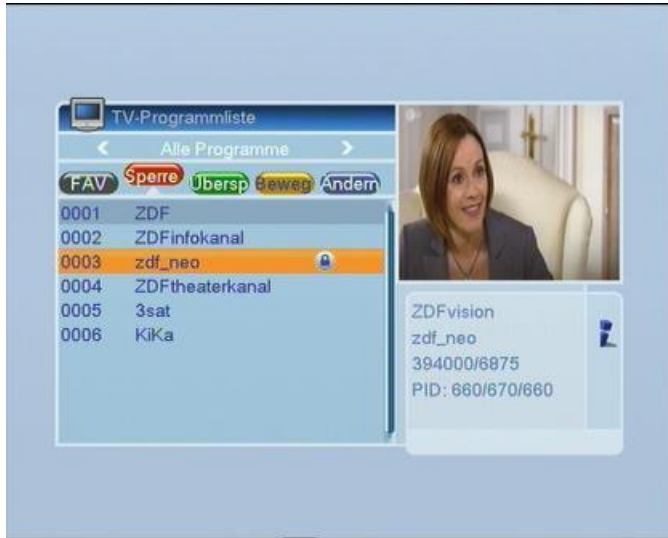 TV-Programmliste
Alle Programme
FAV Sperre Übersp Beweg Ändern
0001 ZDF
0002 ZDFinfokanal
0003 zdf_neo
0004 ZDFtheaterkanal
0005 3sat
0006 KiKa
ZDFvision
zdf_neo
394000/6875
PID: 660/670/660